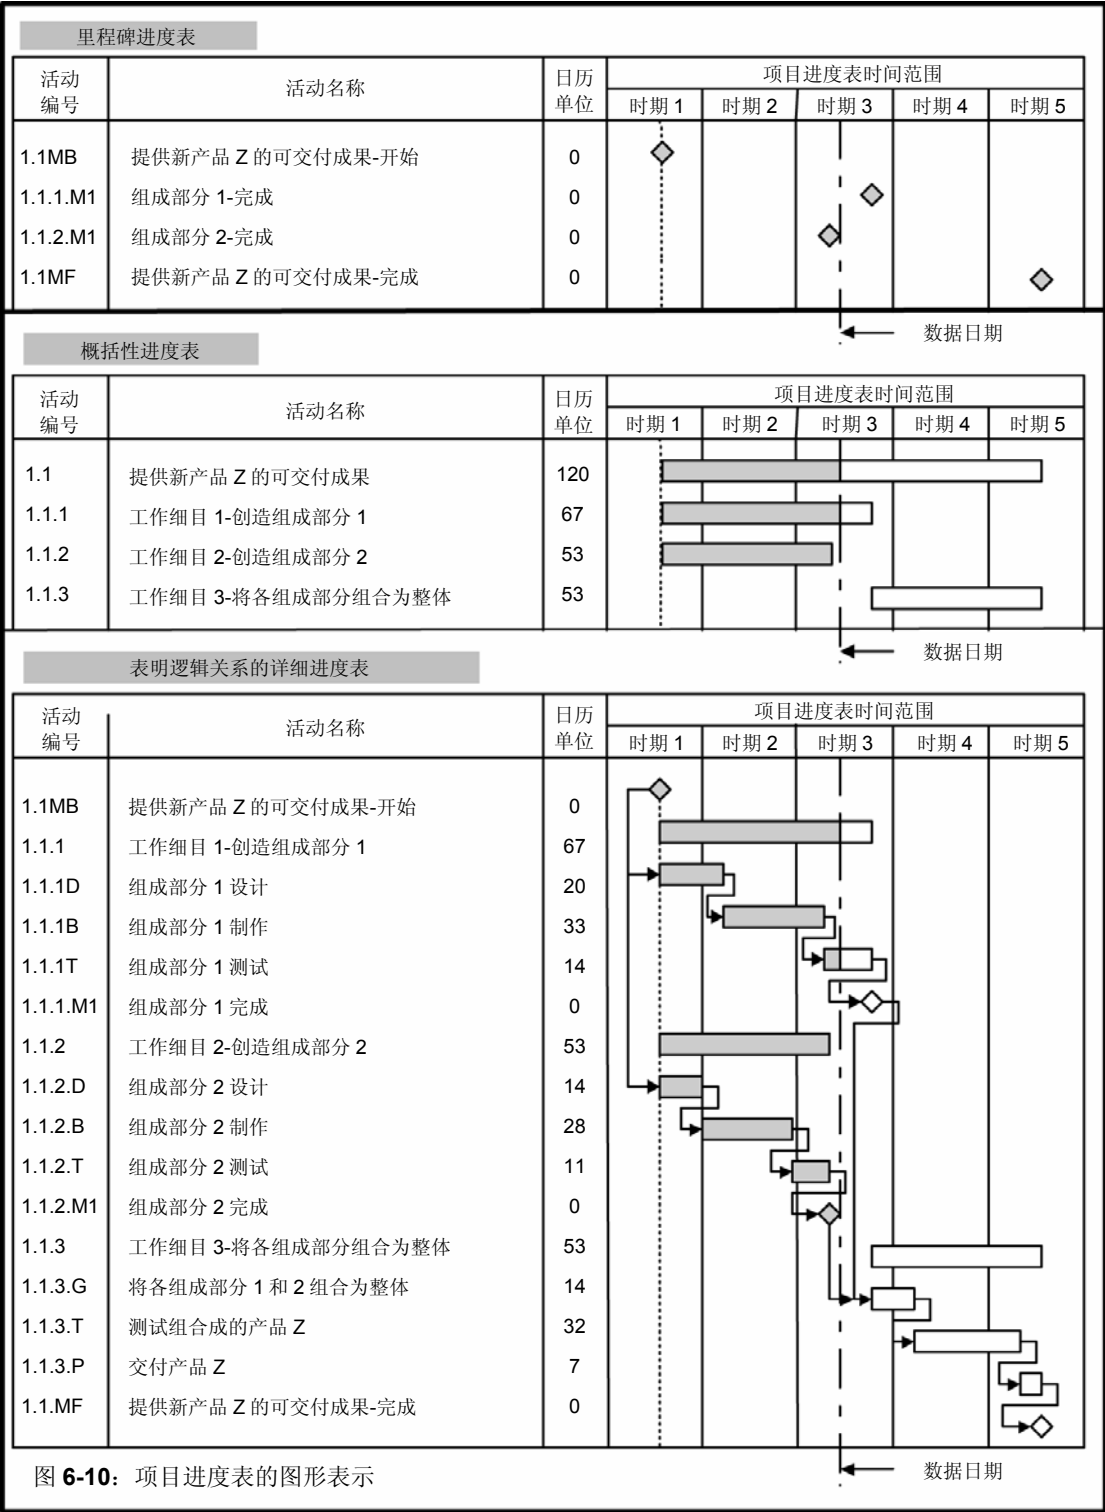 里程碑进度表
活动编号 活动名称 日历单位 项目进度表时间范围
时期 1 时期 2 时期 3 时期 4 时期 5
1.1MB 提供新产品 Z 的可交付成果-开始 0
1.1.1.M1 组成部分 1-完成 0
1.1.2.M1 组成部分 2-完成 0
1.1MF 提供新产品 Z 的可交付成果-完成 0
数据日期
概括性进度表
活动编号 活动名称 日历单位 项目进度表时间范围
时期 1 时期 2 时期 3 时期 4 时期 5
1.1 提供新产品 Z 的可交付成果 120
1.1.1 工作细目 1-创造组成部分 1 67
1.1.2 工作细目 2-创造组成部分 2 53
1.1.3 工作细目 3-将各组成部分组合为整体 53
数据日期
表明逻辑关系的详细进度表
活动编号 活动名称 日历单位 项目进度表时间范围
时期 1 时期 2 时期 3 时期 4 时期 5
1.1MB 提供新产品 Z 的可交付成果-开始 0
1.1.1 工作细目 1-创造组成部分 1 67
1.1.1D 组成部分 1 设计 20
1.1.1B 组成部分 1 制作 33
1.1.1T 组成部分 1 测试 14
1.1.1.M1 组成部分 1 完成 0
1.1.2 工作细目 2-创造组成部分 2 53
1.1.2.D 组成部分 2 设计 14
1.1.2.B 组成部分 2 制作 28
1.1.2.T 组成部分 2 测试 11
1.1.2.M1 组成部分 2 完成 0
1.1.3 工作细目 3-将各组成部分组合为整体 53
1.1.3.G 将各组成部分 1 和 2 组合为整体 14
1.1.3.T 测试组合成的产品 Z 32
1.1.3.P 交付产品 Z 7
1.1.MF 提供新产品 Z 的可交付成果-完成 0
数据日期
图 6-10：项目进度表的图形表示